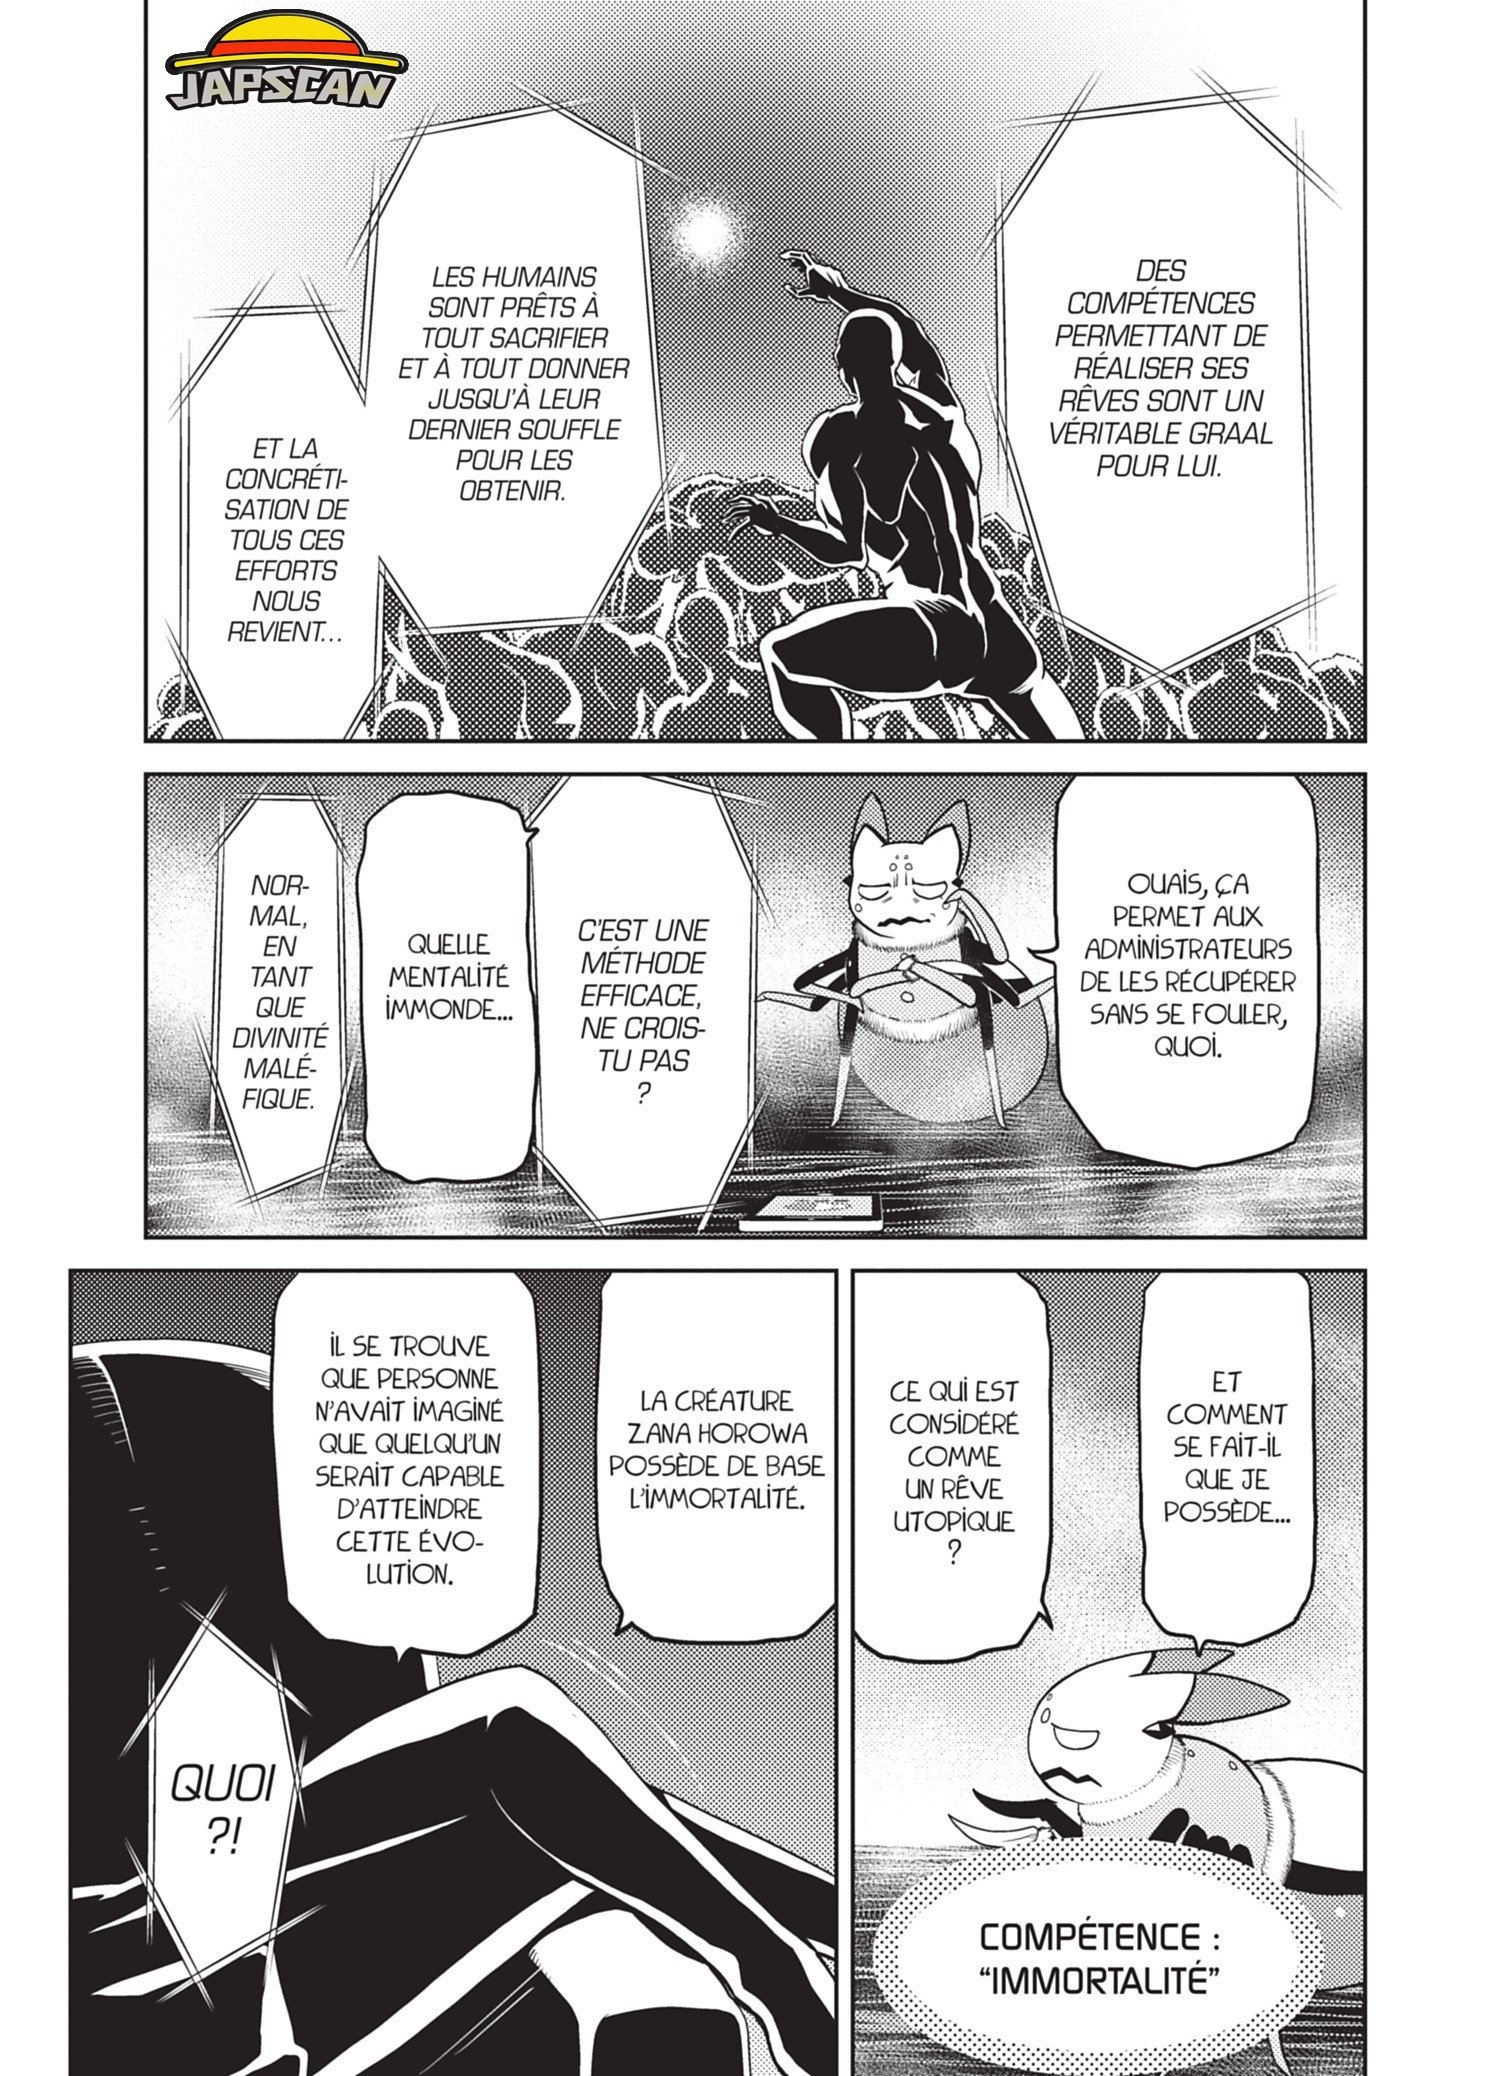 JAPSCAN
DES
COMPÉTENCES
PERMETTANT DE
RÉALISER SES
RÊVES SONT UN
VÉRITABLE GRAAL
POUR LUI.
LES HUMAINS
SONT PRÊTS À
TOUT SACRIFIER
ET À TOUT DONNER
JUSQU'À LEUR
DERNIER SOUFFLE
POUR LES
OBTENIR.
ET LA
CONCRÉTI-
SATION DE
TOUS CES
EFFORTS
NOUS
REVIENT...
OUAIS, ÇA
PERMET AUX
ADMINISTRATEURS
DE LES RÉCUPÉRER
SANS SE FOULER,
QUOI.
C'EST UNE
MÉTHODE
EFFICACE,
NE CROIS-
TU PAS
?
QUELLE
MENTALITÉ
IMMONDE...
NOR-
MAL,
EN
TANT
QUE
DIVINITÉ
MALÉ-
FIQUE.
ET
COMMENT
SE FAIT-IL
QUE JE
POSSÈDE...
CE QUI EST
CONSIDÉRÉ
COMME
UN RÊVE
UTOPIQUE
?
COMPÉTENCE :
“IMMORTALITÉ”
LA CRÉATURE
ZANA HOROWA
POSSÈDE DE BASE
L'IMMORTALITÉ.
IL SE TROUVE
QUE PERSONNE
N'AVAIT IMAGINÉ
QUE QUELQU'UN
SERAIT CAPABLE
D'ATTEINDRE
CETTE ÉVO-
LUTION.
QUOI
?!